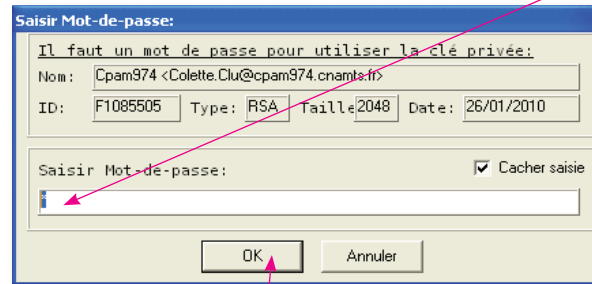 Saisir Mot-de-passe:
Il faut un mot de passe pour utiliser la clé privée:
Nom: Cpam974 <Colette.Clu@cpam974.cnamts.fr>
ID: F1085505 Type: RSA Taille 2048 Date: 26/01/2010
Saisir Mot-de-passe: Cacher saisie
*
OK Annuler